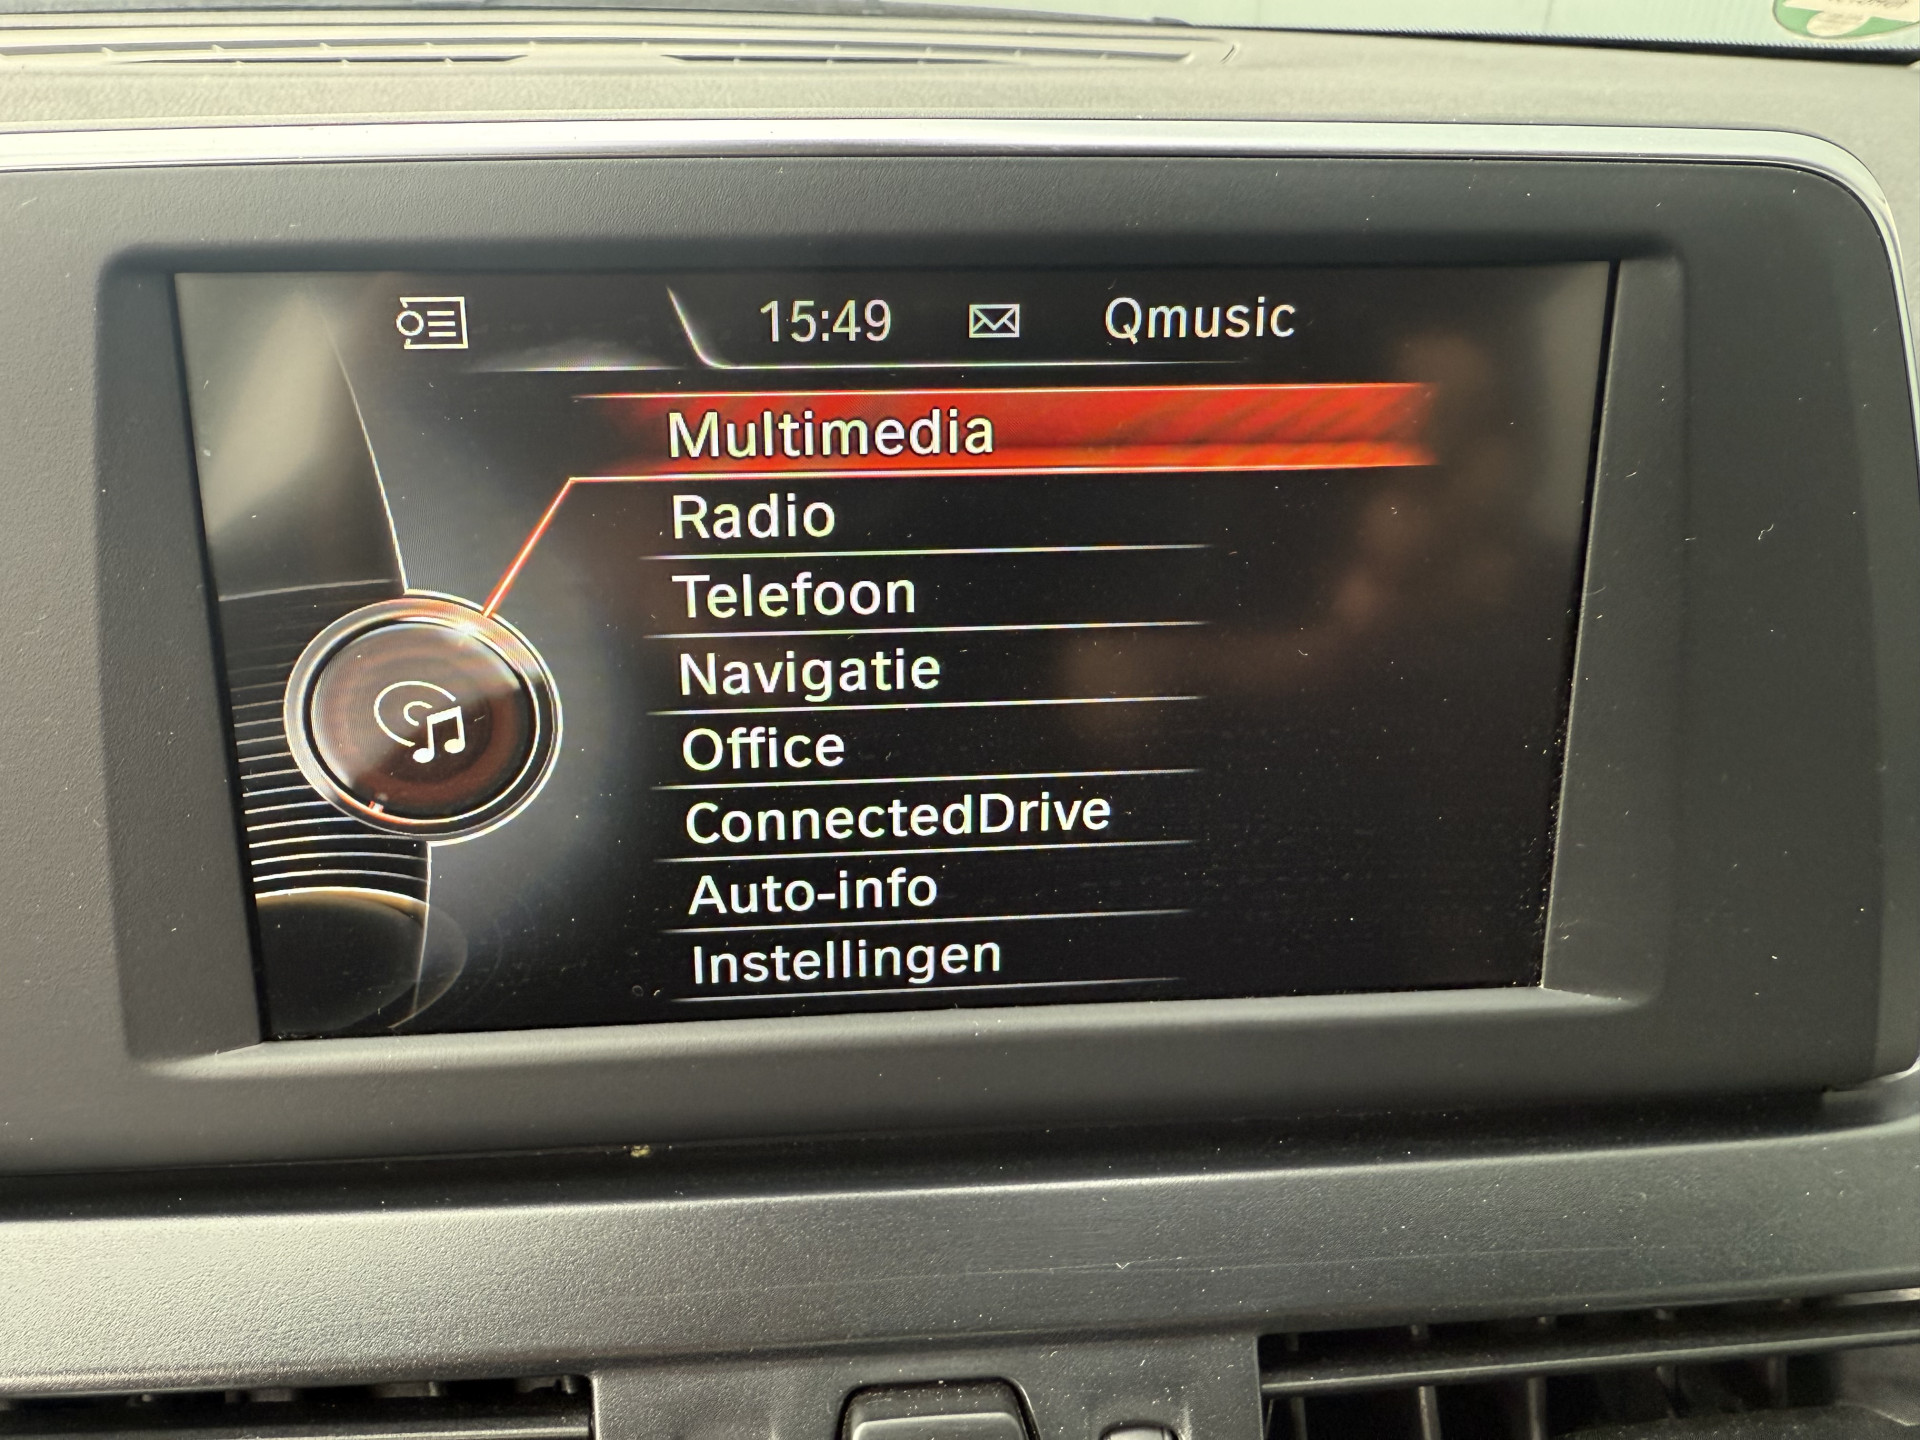 15:49 Qmusic
Multimedia
Radio
Telefoon
Navigatie
Office
ConnectedDrive
Auto-info
Instellingen